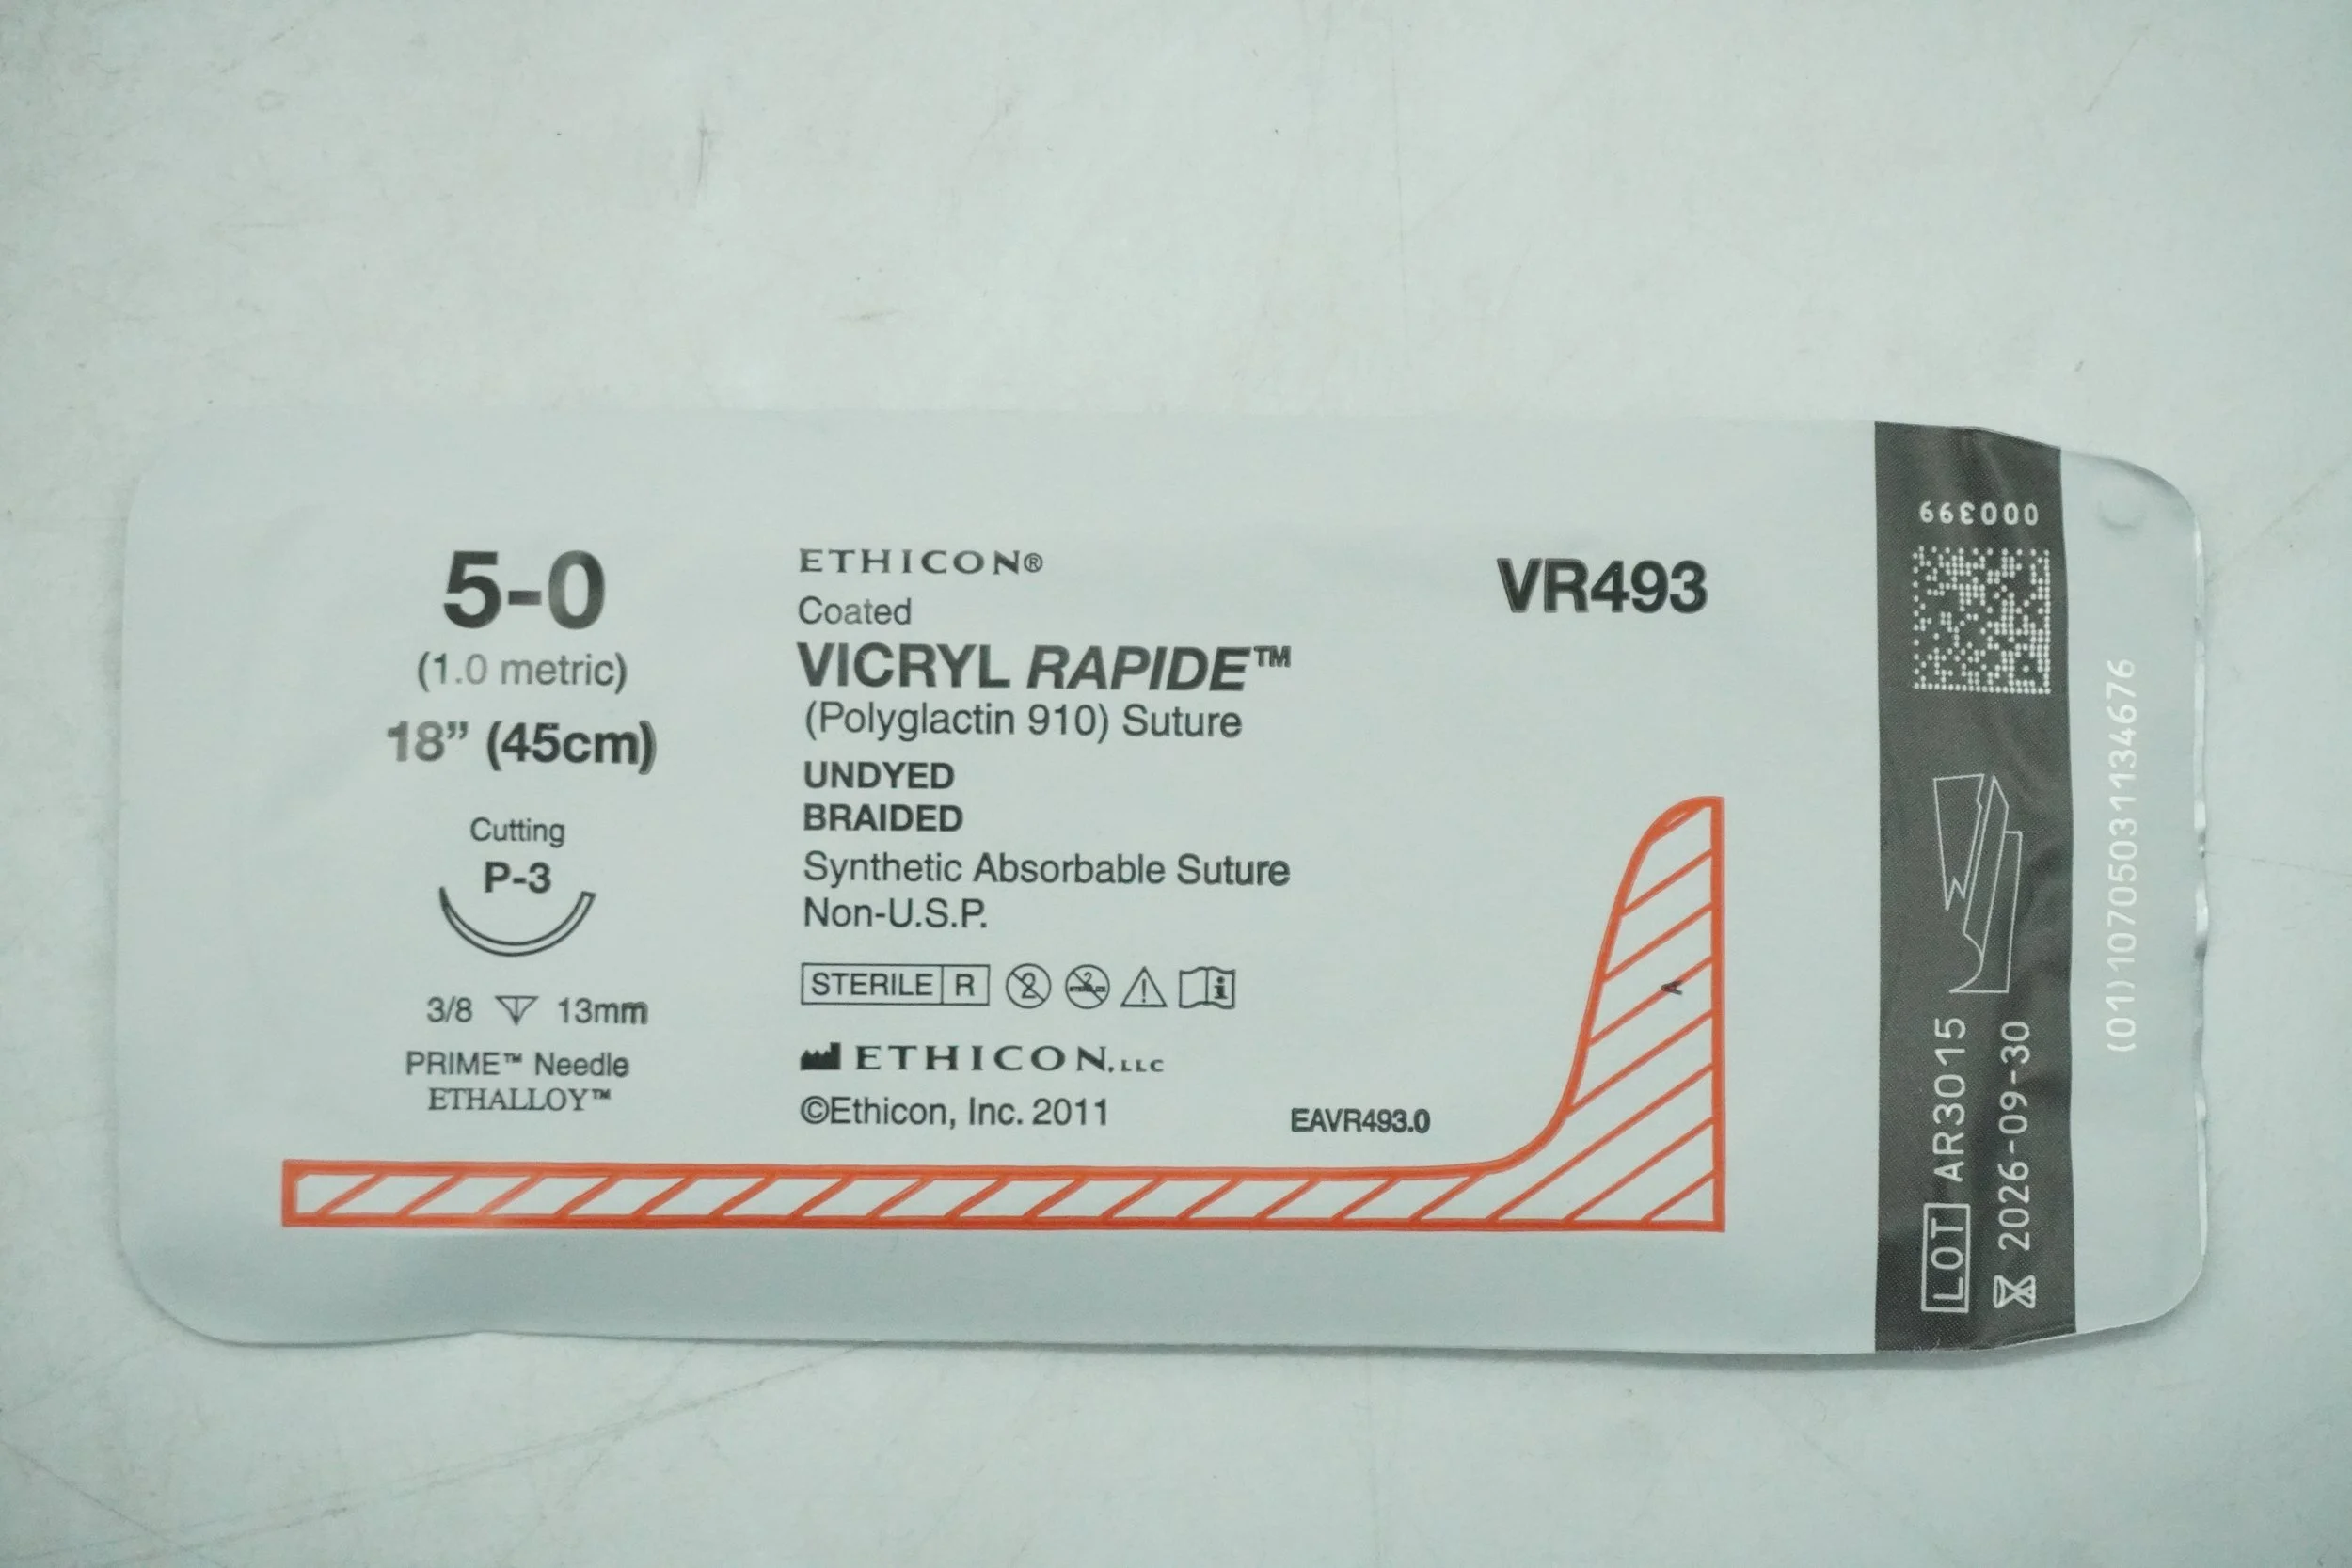 5-0
(1.0 metric)
18” (45cm)
Cutting
P-3
3/8 13mm
PRIME™ Needle
ETHALLOY™
ETHICON®
Coated
VICRYL RAPIDE™
(Polyglactin 910) Suture
UNDYED
BRAIDED
Synthetic Absorbable Suture
Non-U.S.P.
STERILE R
ETHICON, LLC
©Ethicon, Inc. 2011
EAVR493.0
VR493
A
000399
LOT AR3015
2026-09-30
(01)10705031134676